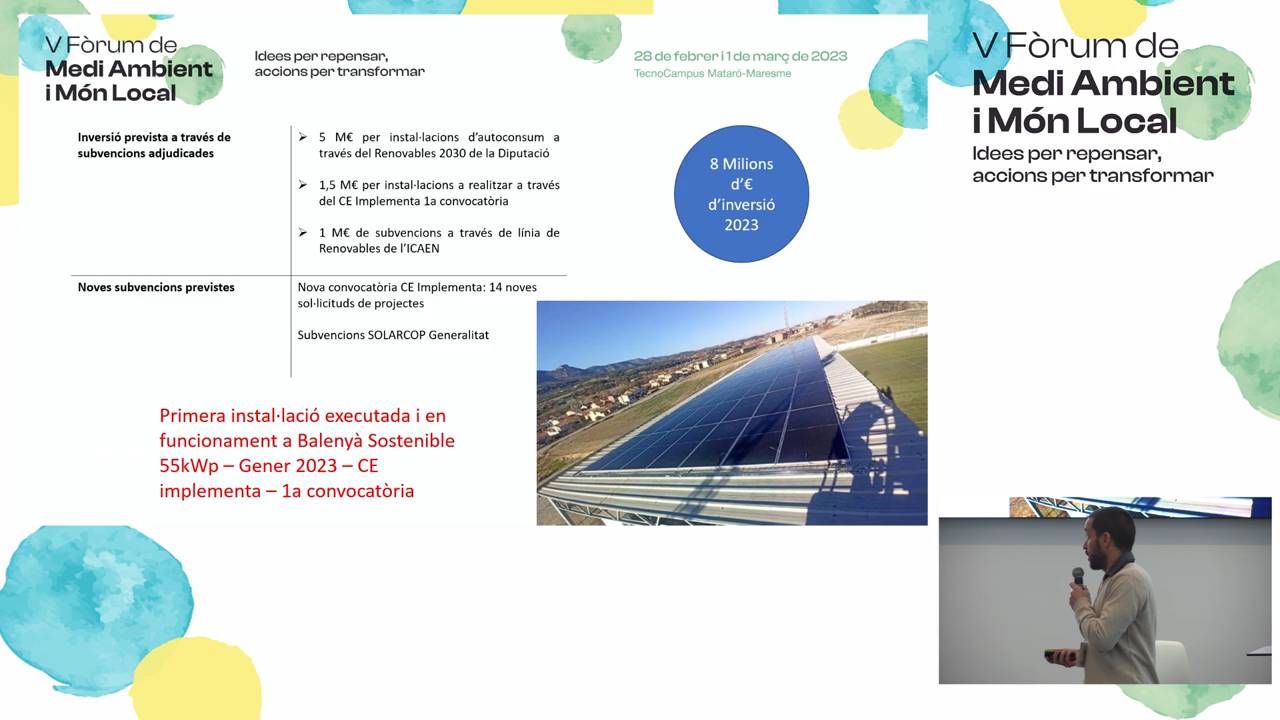 V Fòrum de
Medi Ambient
i Món Local
Idees per repensar,
accions per transformar
28 de febrer i 1 de març de 2023
TecnoCampus Mataró-Maresme
Inversió prevista a través de
subvencions adjudicades
5 M€ per instal·lacions d'autoconsum a
través del Renovables 2030 de la Diputació
1,5 M€ per instal·lacions a realitzar a través
del CE Implementa 1a convocatòria
1 M€ de subvencions a través de línia de
Renovables de l'ICAEN
8 Milions
d'€
d'inversió
2023
Noves subvencions previstes
Nova convocatòria CE Implementa: 14 noves
sol·licituds de projectes
Subvencions SOLARCOP Generalitat
Primera instal·lació executada i en
funcionament a Balenyà Sostenible
55kWp – Gener 2023 – CE
implementa – 1a convocatòria
V Fòrum de
Medi Ambient
i Món Local
Idees per repensar,
accions per transformar